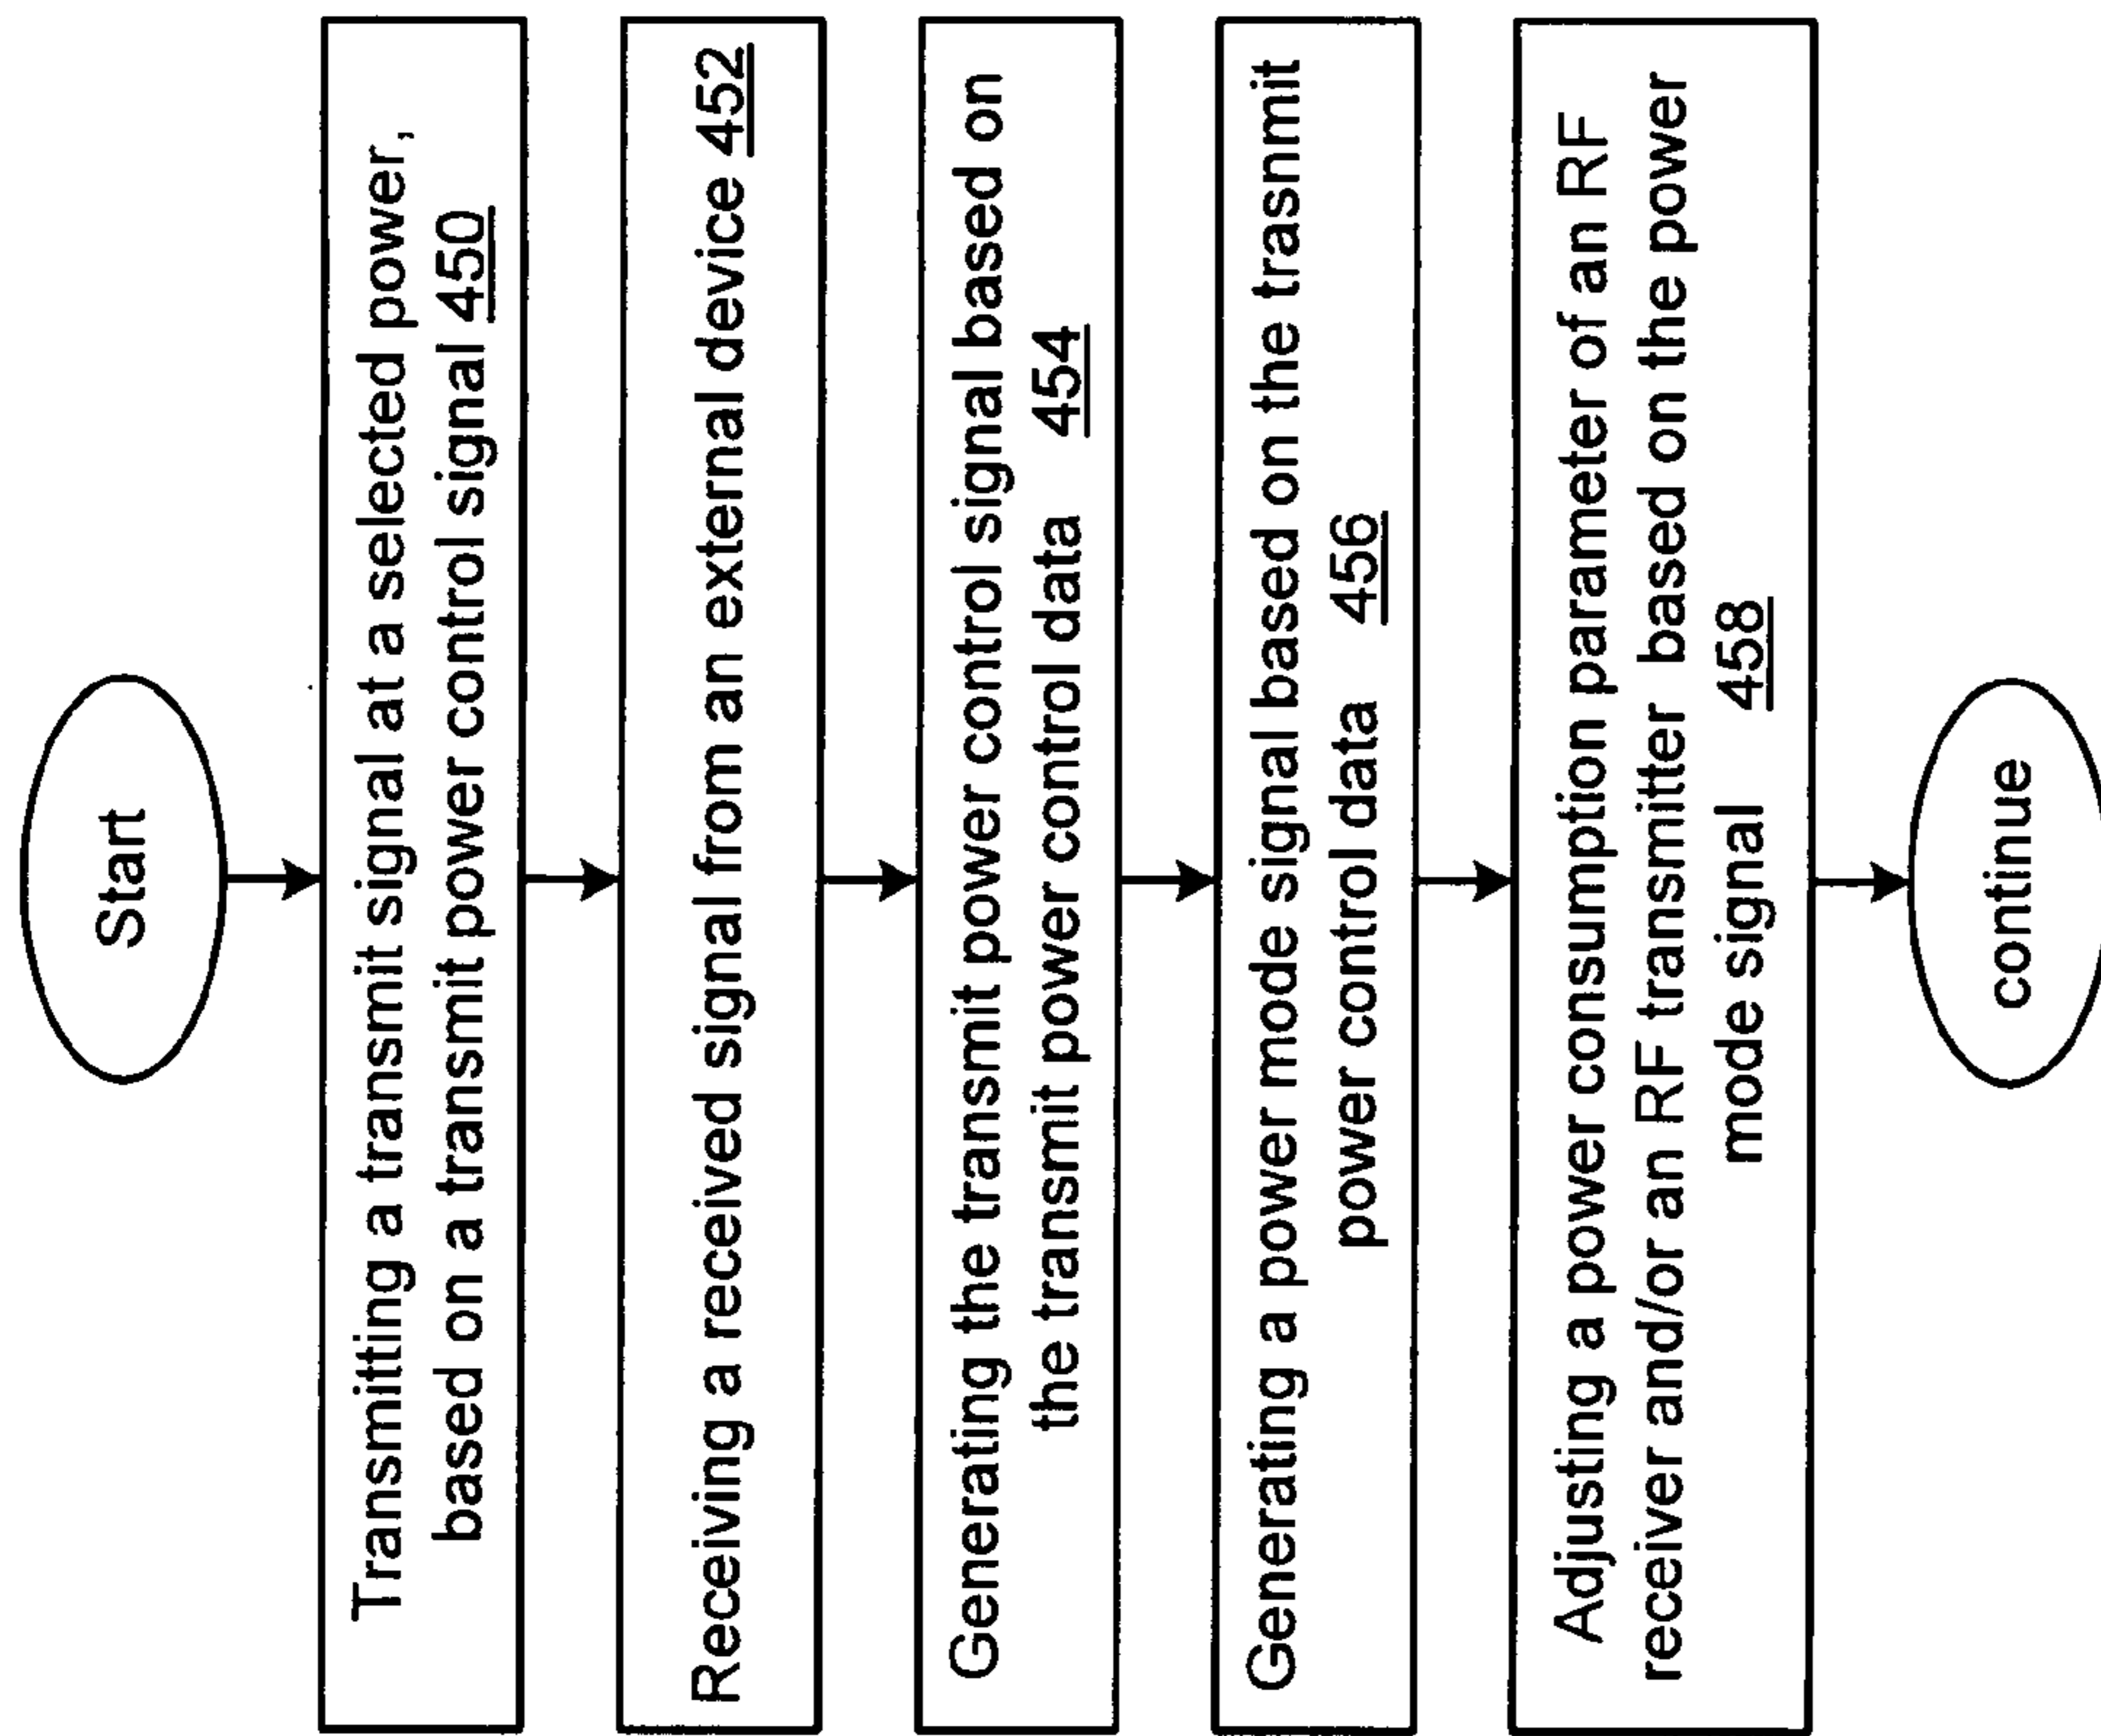 Start
Transmitting a transmit signal at a selected power,
based on a transmit power control signal 450
Receiving a received signal from an external device 452
Generating the transmit power control signal based on
the transmit power control data 454
Generating a power mode signal based on the trasnmit
power control data 456
Adjusting a power consumption parameter of an RF
receiver and/or an RF transmitter based on the power
mode signal 458
continue